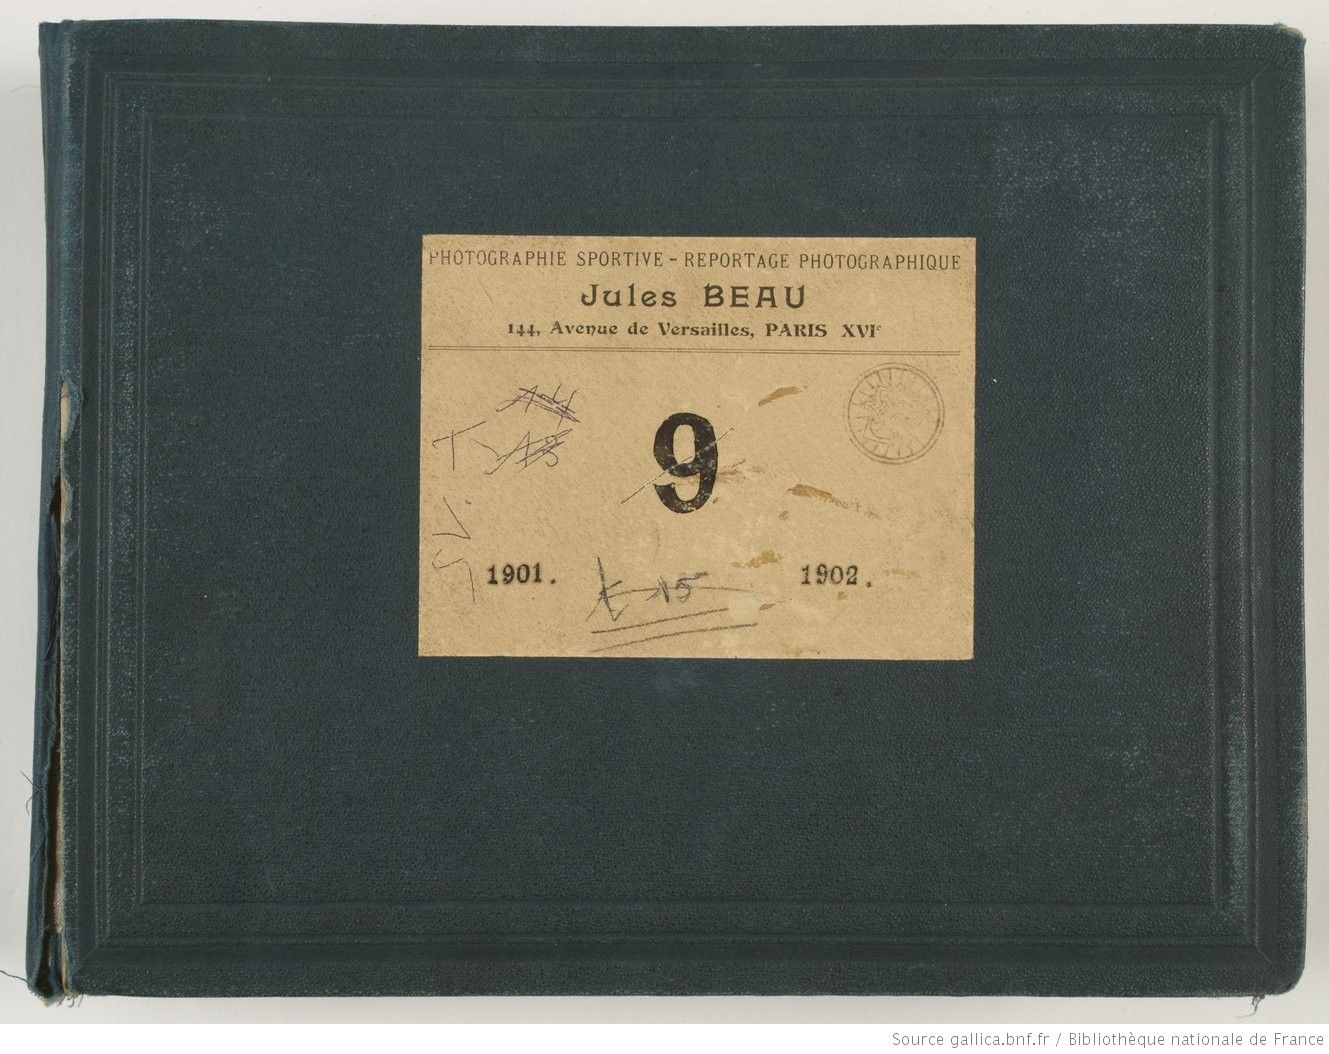 PHOTOGRAPHIE SPORTIVE - REPORTAGE PHOTOGRAPHIQUE
Jules BEAU
144, Avenue de Versailles, PARIS XVIe
9
1901. 1902.
15
Source gallica.bnf.fr / Bibliothèque nationale de France